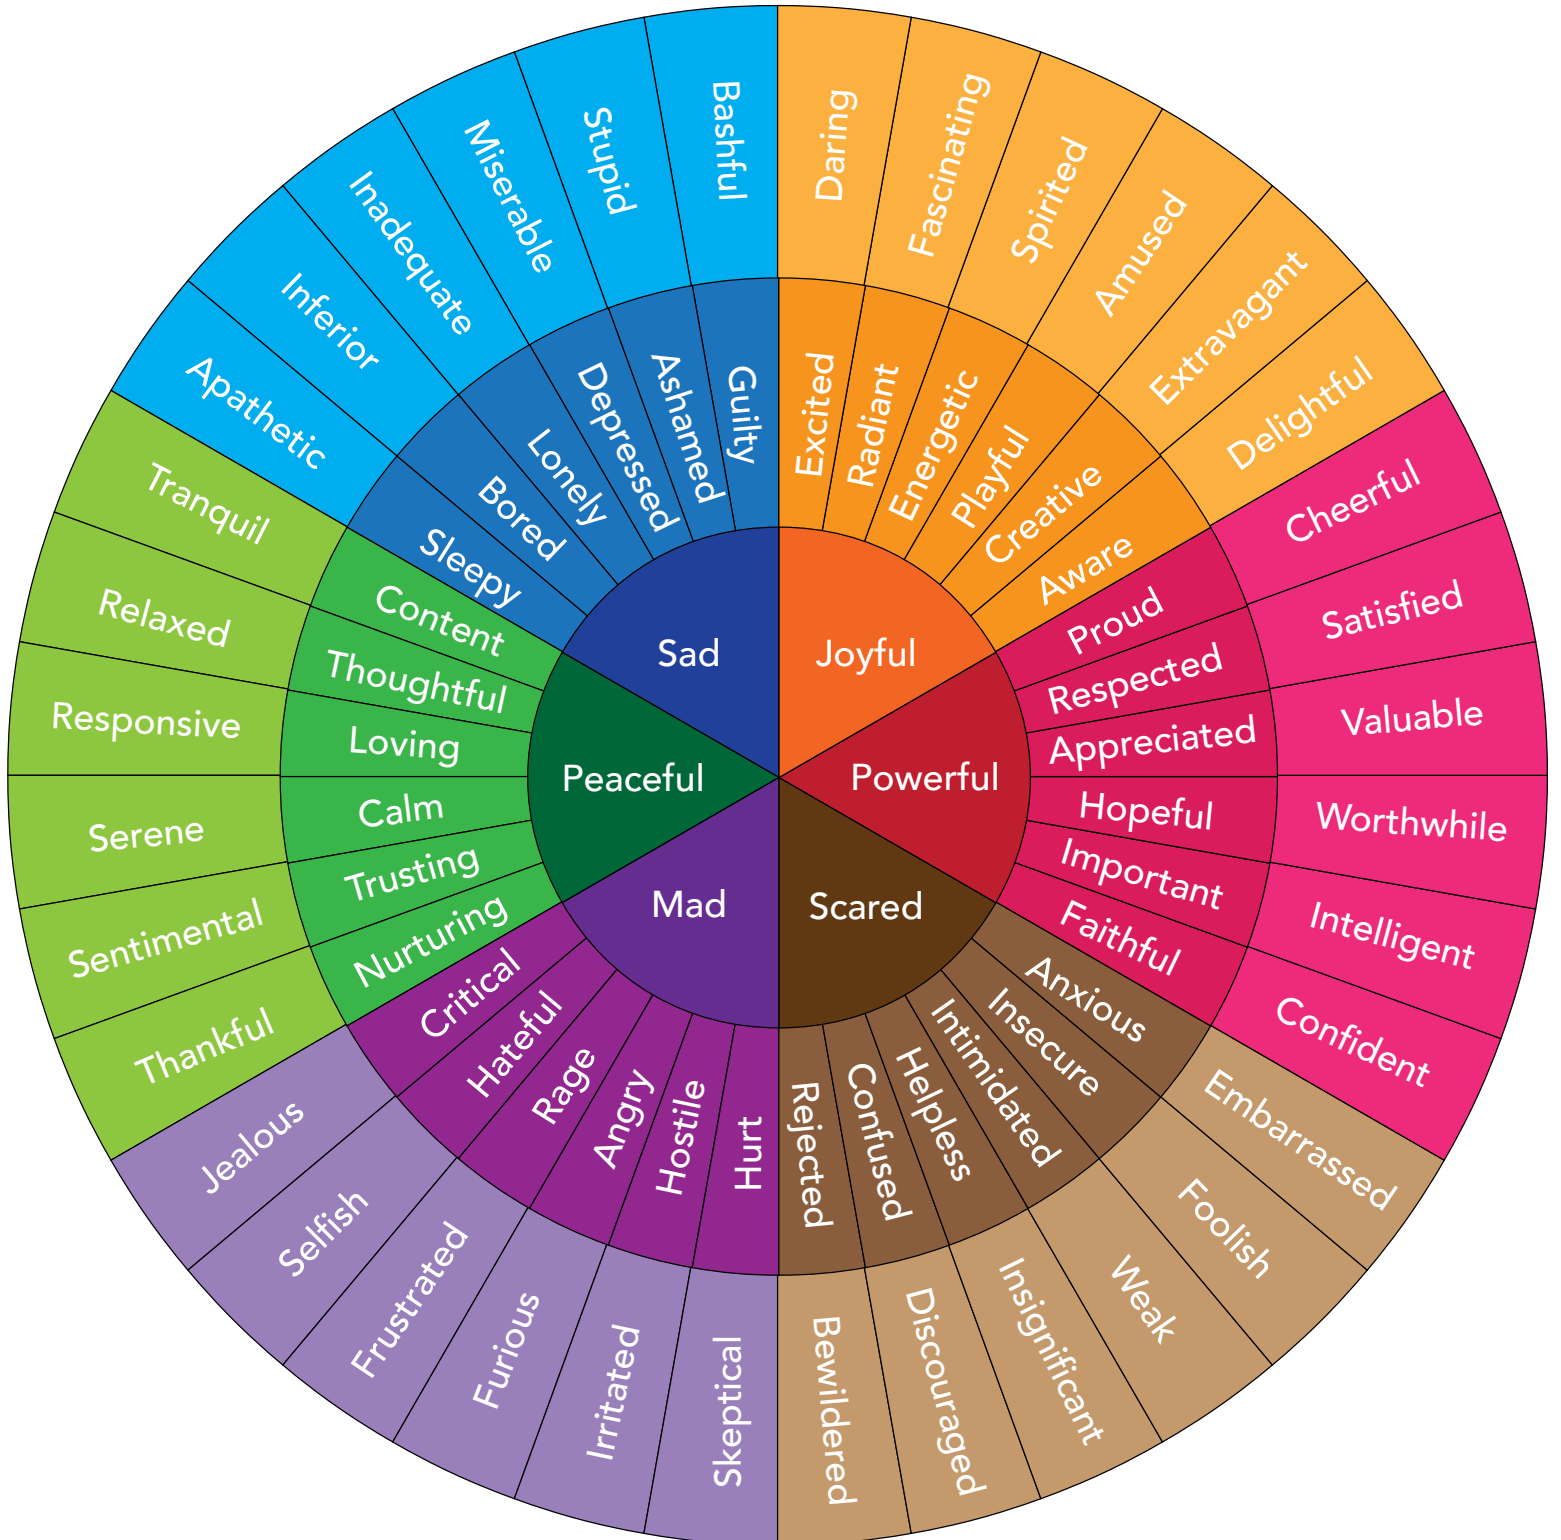 Sad
Joyful
Powerful
Scared
Mad
Peaceful
Excited
Radiant
Energetic
Playful
Creative
Aware
Proud
Respected
Appreciated
Hopeful
Important
Faithful
Anxious
Insecure
Intimidated
Helpless
Confused
Rejected
Hurt
Hostile
Angry
Rage
Hateful
Critical
Nurturing
Trusting
Calm
Loving
Thoughtful
Content
Sleepy
Bored
Lonely
Depressed
Ashamed
Guilty
Daring
Fascinating
Spirited
Amused
Extravagant
Delightful
Cheerful
Satisfied
Valuable
Worthwhile
Intelligent
Confident
Embarrassed
Foolish
Weak
Insignificant
Discouraged
Bewildered
Skeptical
Irritated
Furious
Frustrated
Selfish
Jealous
Thankful
Sentimental
Serene
Responsive
Relaxed
Tranquil
Apathetic
Inferior
Inadequate
Miserable
Stupid
Bashful